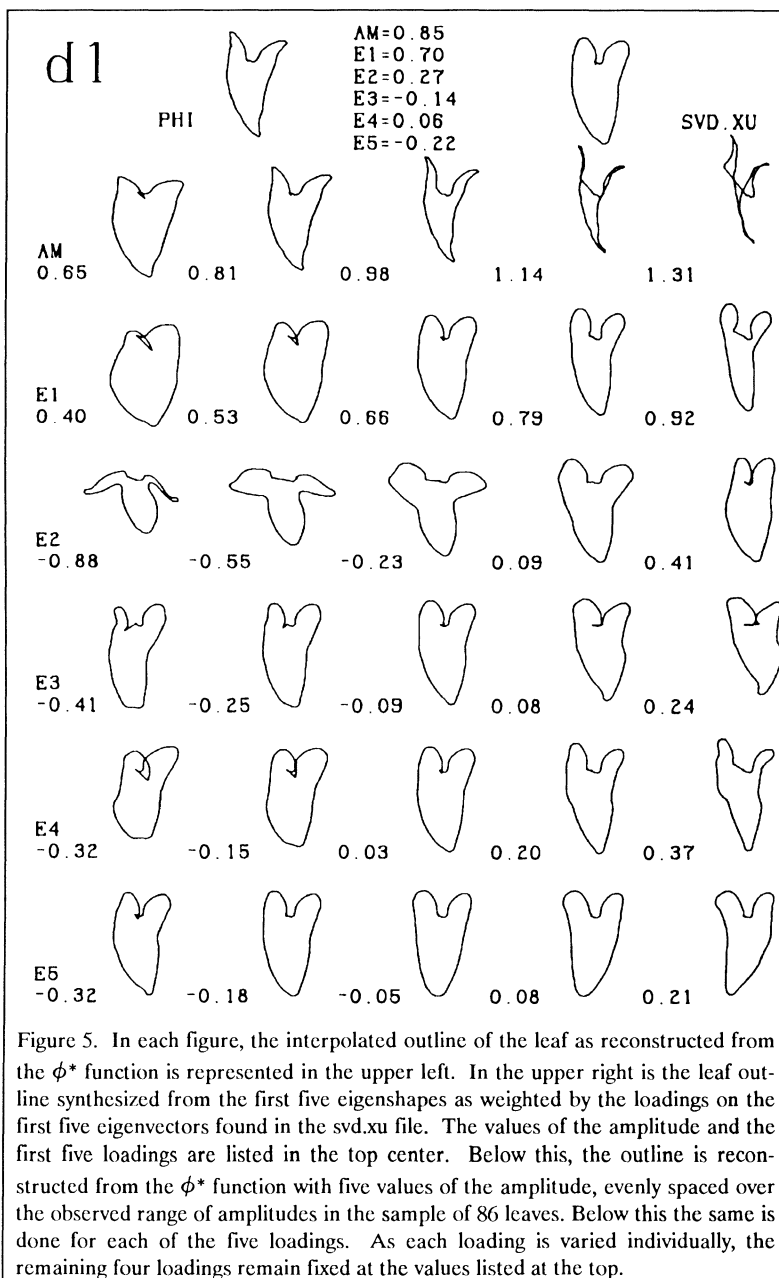 d1
AM=0.85
E1=0.70
E2=0.27
E3=-0.14
E4=0.06
E5=-0.22
PHI
SVD.XU
AM
0.65 0.81 0.98 1.14 1.31
E1
0.40 0.53 0.66 0.79 0.92
E2
-0.88 -0.55 -0.23 0.09 0.41
E3
-0.41 -0.25 -0.09 0.08 0.24
E4
-0.32 -0.15 0.03 0.20 0.37
E5
-0.32 -0.18 -0.05 0.08 0.21
Figure 5. In each figure, the interpolated outline of the leaf as reconstructed from
the ϕ* function is represented in the upper left. In the upper right is the leaf out-
line synthesized from the first five eigenshapes as weighted by the loadings on the
first five eigenvectors found in the svd.xu file. The values of the amplitude and the
first five loadings are listed in the top center. Below this, the outline is recon-
structed from the ϕ* function with five values of the amplitude, evenly spaced over
the observed range of amplitudes in the sample of 86 leaves. Below this the same is
done for each of the five loadings. As each loading is varied individually, the
remaining four loadings remain fixed at the values listed at the top.